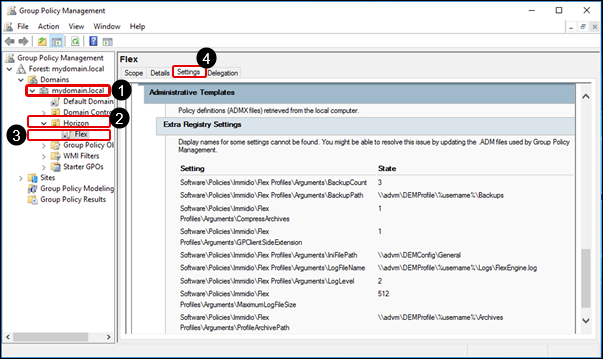 Group Policy Management
File Action View Window Help
Group Policy Management
Forest: mydomain.local
Domains
mydomain.local
1
Default Domain
Domain Contro
2
Horizon
3
Flex
Group Policy Ob
WMI Filters
Starter GPOs
Sites
Group Policy Modeling
Group Policy Results
Flex
4
Scope Details Settings Delegation
Administrative Templates
Policy definitions (ADMX files) retrieved from the local computer.
Extra Registry Settings
Display names for some settings cannot be found. You might be able to resolve this issue by updating the .ADM files used by Group Policy
Management.
Setting State
Software\Policies\Immidio\Flex Profiles\Arguments\BackupCount 3
Software\Policies\Immidio\Flex Profiles\Arguments\BackupPath \\advm\DEMProfile\%username%\Backups
Software\Policies\Immidio\Flex 1
Profiles\Arguments\CompressArchives
Software\Policies\Immidio\Flex 1
Profiles\Arguments\GPClientSideExtension
Software\Policies\Immidio\Flex Profiles\Arguments\IniFilePath \\advm\DEMConfig\General
Software\Policies\Immidio\Flex Profiles\Arguments\LogFileName \\advm\DEMProfile\%username%\Logs\FlexEngine.log
Software\Policies\Immidio\Flex Profiles\Arguments\LogLevel 2
Software\Policies\Immidio\Flex 512
Profiles\Arguments\MaximumLogFileSize
Software\Policies\Immidio\Flex \\advm\DEMProfile\%username%\Archives
Profiles\Arguments\ProfileArchivePath